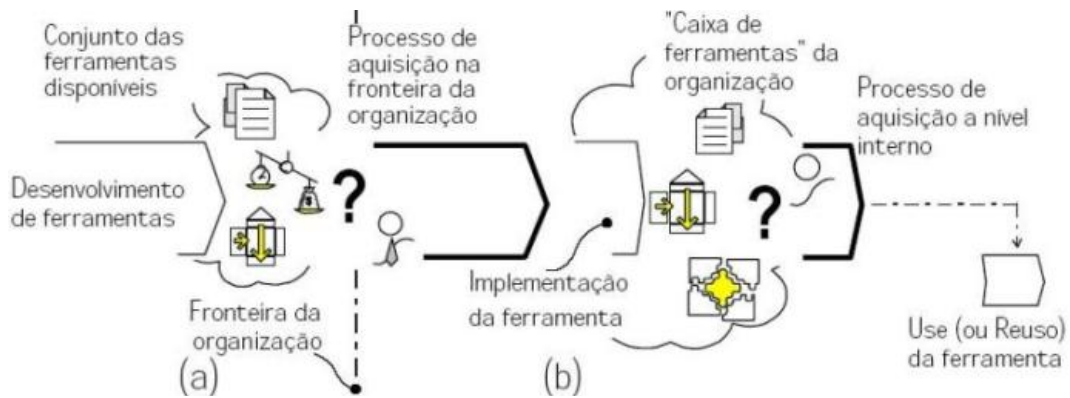 Conjunto das
ferramentas
disponíveis
Processo de
aquisição na
fronteira da
organização
"Caixa de
ferramentas" da
organização
Processo de
aquisição a nível
interno
Desenvolvimento
de ferramentas
$
?
?
Implementação
da ferramenta
Fronteira da
organização
Use (ou Reuso)
da ferramenta
(a)
(b)